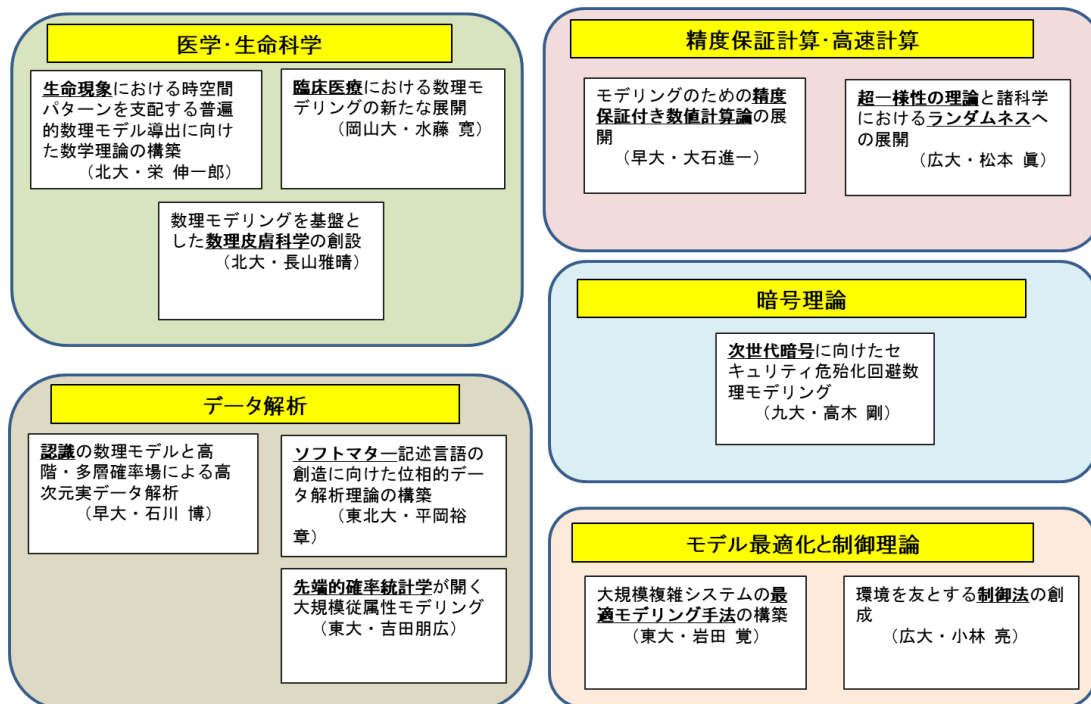 医学・生命科学
生命現象における時空間
パターンを支配する普遍
的数理モデル導出に向け
た数学理論の構築
（北大・栄 伸一郎）
臨床医療における数理モ
デリングの新たな展開
（岡山大・水藤 寛）
数理モデリングを基盤と
した数理皮膚科学の創設
（北大・長山雅晴）
精度保証計算・高速計算
モデリングのための精度
保証付き数値計算論の展
開
（早大・大石進一）
超一様性の理論と諸科学
におけるランダムネスへ
の展開
（広大・松本 眞）
暗号理論
次世代暗号に向けたセ
キュリティ危殆化回避数
理モデリング
（九大・高木 剛）
データ解析
認識の数理モデルと高
階・多層確率場による高
次元実データ解析
（早大・石川 博）
ソフトマター記述言語の
創造に向けた位相的デー
タ解析理論の構築
（東北大・平岡裕
章）
先端的確率統計学が開く
大規模従属性モデリング
（東大・吉田朋広）
モデル最適化と制御理論
大規模複雑システムの最
適モデリング手法の構築
（東大・岩田 覚）
環境を友とする制御法の創
成
（広大・小林 亮）